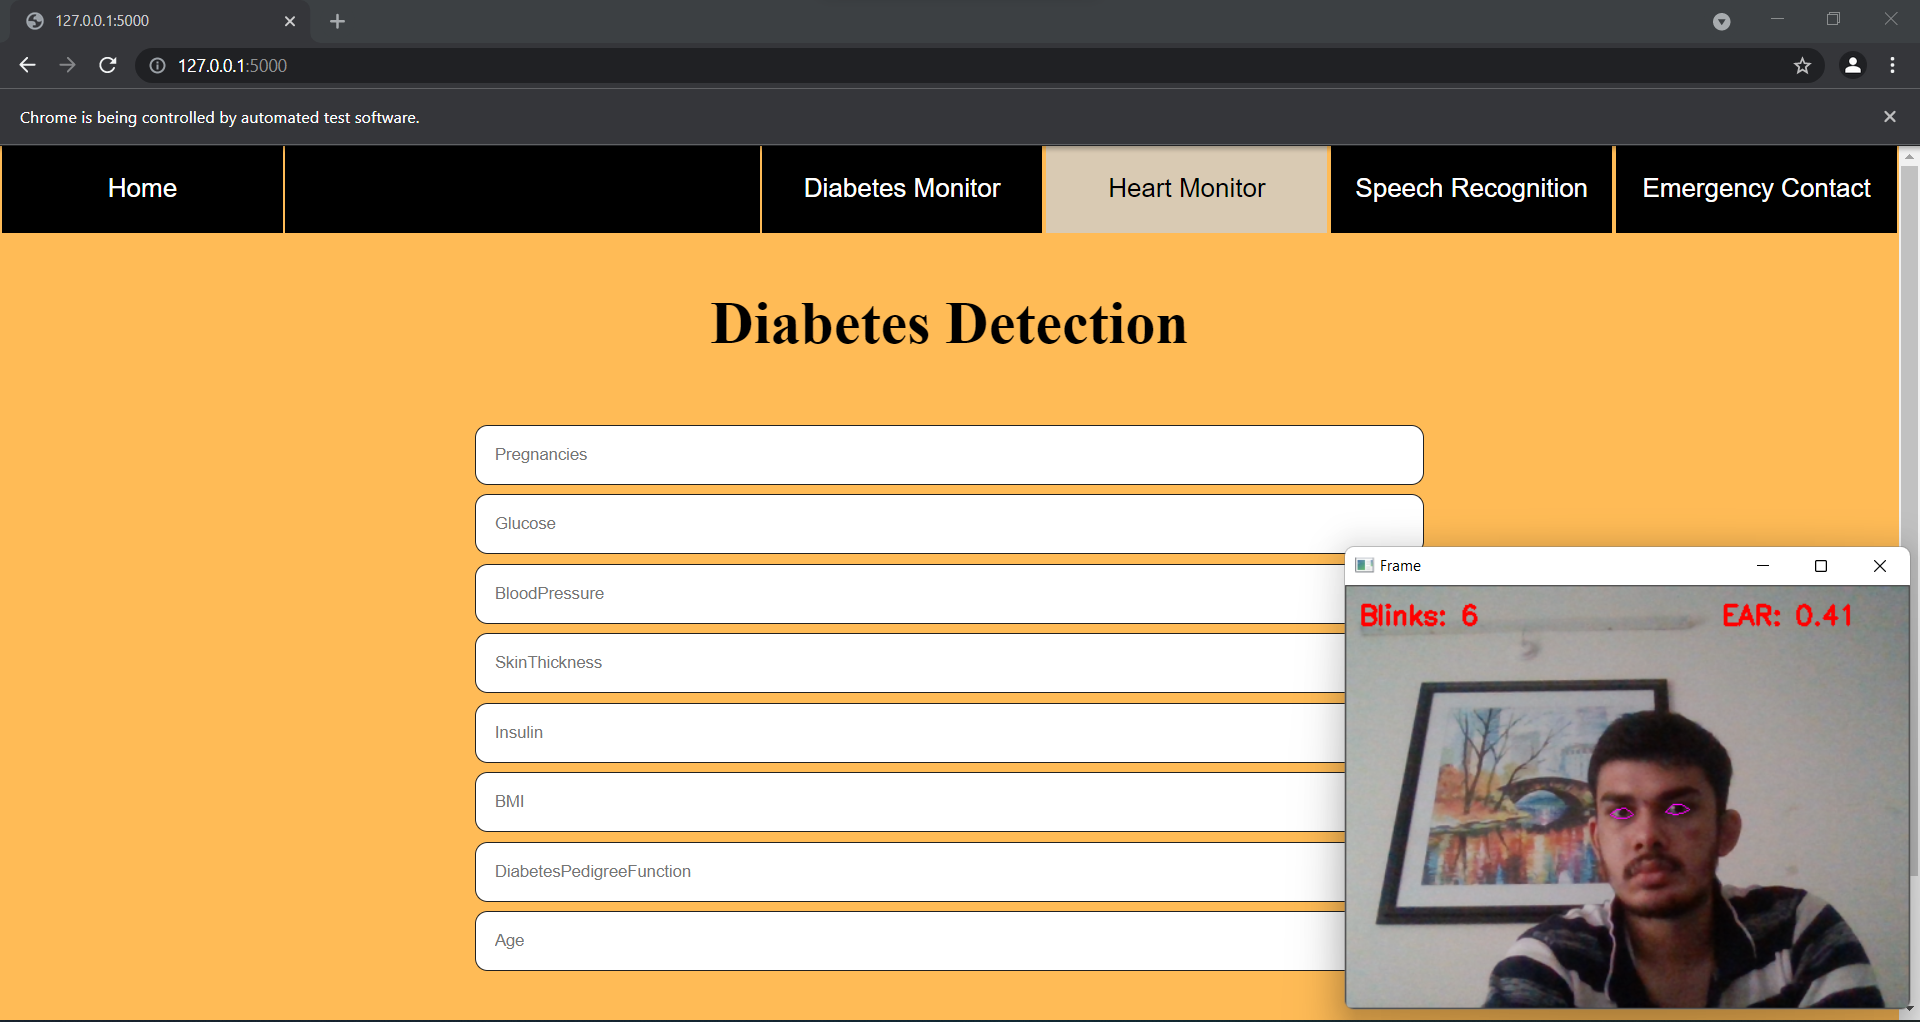 127.0.0.1:5000
127.0.0.1:5000
Chrome is being controlled by automated test software.
Home
Diabetes Monitor
Heart Monitor
Speech Recognition
Emergency Contact
Diabetes Detection
Pregnancies
Glucose
BloodPressure
SkinThickness
Insulin
BMI
DiabetesPedigreeFunction
Age
Frame
Blinks: 6
EAR: 0.41